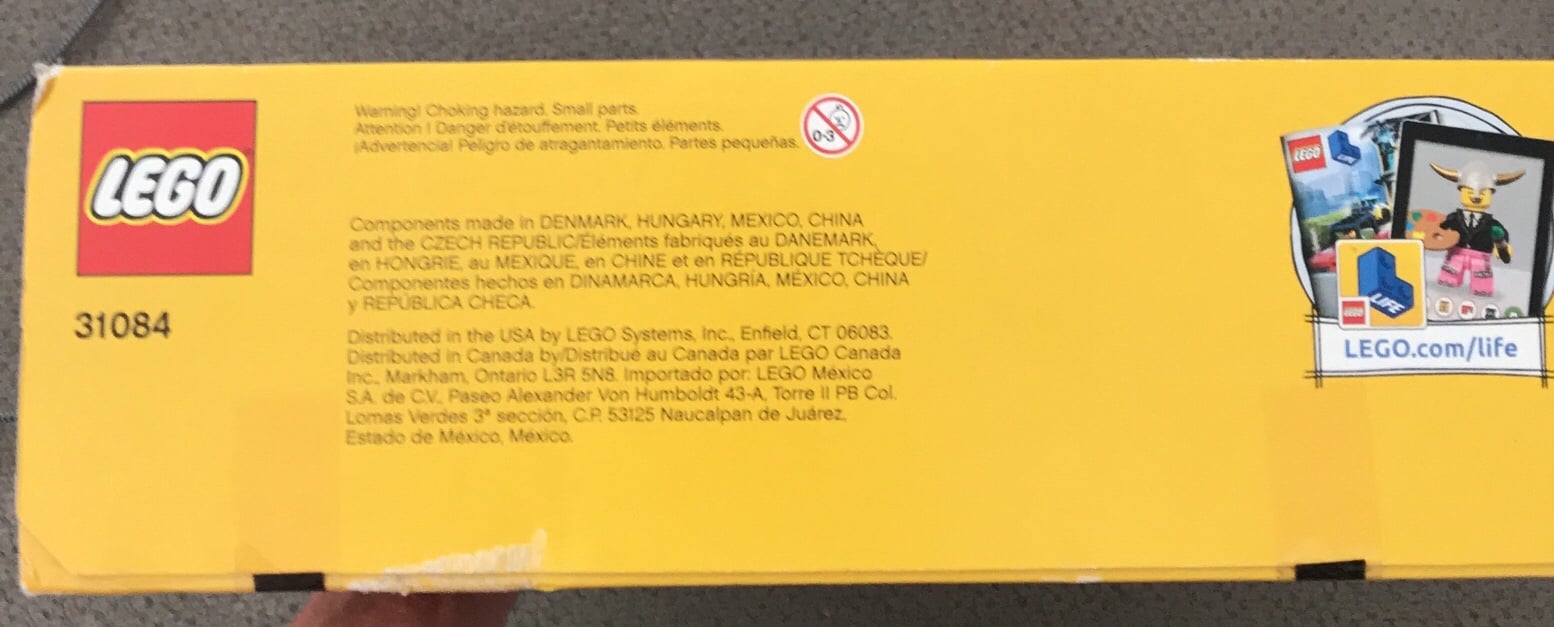 LEGO
31084
Warning! Choking hazard. Small parts.
Attention ! Danger d'étouffement. Petits éléments.
¡Advertencia! Peligro de atragantamiento. Partes pequeñas.
0-3
Components made in DENMARK, HUNGARY, MEXICO, CHINA
and the CZECH REPUBLIC/Éléments fabriqués au DANEMARK,
en HONGRIE, au MEXIQUE, en CHINE et en RÉPUBLIQUE TCHÈQUE/
Componentes hechos en DINAMARCA, HUNGRÍA, MÉXICO, CHINA
y REPÚBLICA CHECA.
Distributed in the USA by LEGO Systems, Inc., Enfield, CT 06083.
Distributed in Canada by/Distribué au Canada par LEGO Canada
Inc., Markham, Ontario L3R 5N8. Importado por: LEGO México
S.A. de C.V., Paseo Alexander Von Humboldt 43-A, Torre II PB Col.
Lomas Verdes 3ª sección, C.P. 53125 Naucalpan de Juárez,
Estado de México, México.
LEGO LIFE
LEGO LIFE
LEGO.com/life